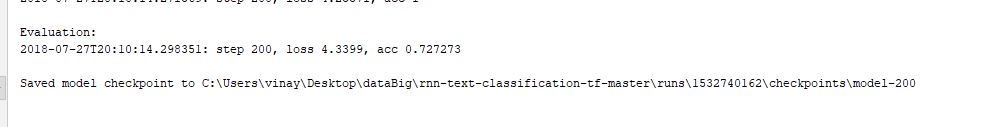 Evaluation:
2018-07-27T20:10:14.298351: step 200, loss 4.3399, acc 0.727273
Saved model checkpoint to C:\Users\vinay\Desktop\dataBig\rnn-text-classification-tf-master\runs\1532740162\checkpoints\model-200